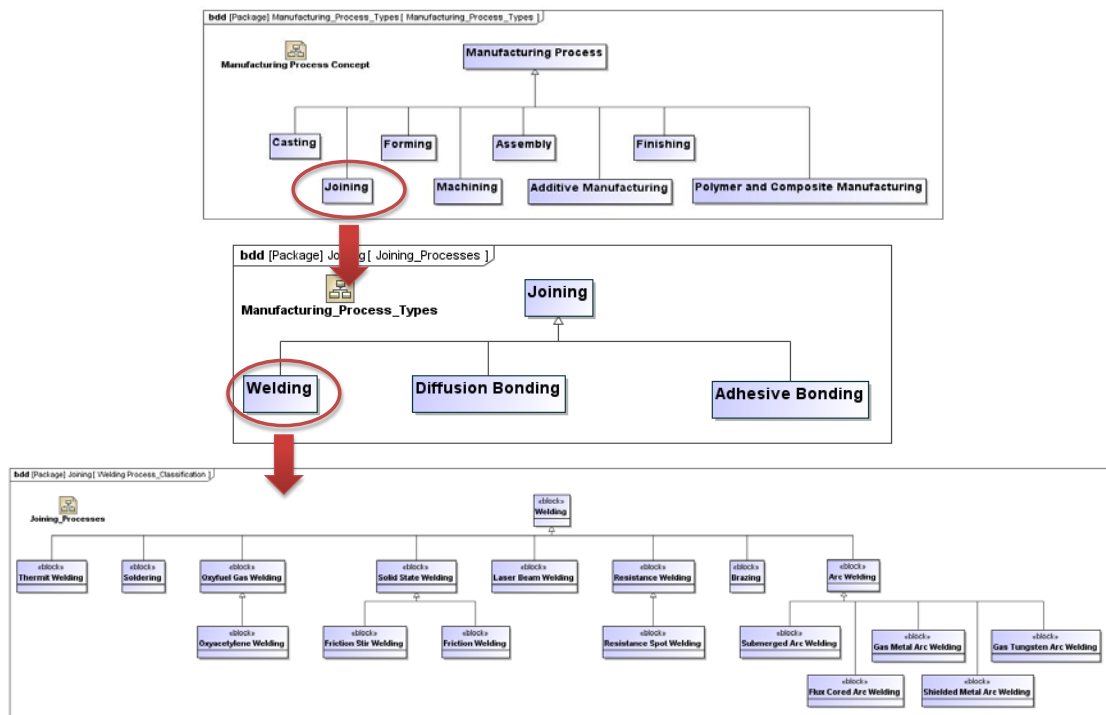 bdd [Package] Manufacturing_Process_Types [ Manufacturing_Process_Types ]
Manufacturing Process Concept
Manufacturing Process
Casting
Forming
Assembly
Finishing
Joining
Machining
Additive Manufacturing
Polymer and Composite Manufacturing
bdd [Package] Joining [ Joining_Processes ]
Manufacturing_Process_Types
Joining
Welding
Diffusion Bonding
Adhesive Bonding
bdd [Package] Joining [ Welding Process_Classification ]
Joining_Processes
«block»
Welding
«block»
Thermit Welding
«block»
Soldering
«block»
Oxyfuel Gas Welding
«block»
Solid State Welding
«block»
Laser Beam Welding
«block»
Resistance Welding
«block»
Brazing
«block»
Arc Welding
«block»
Oxyacetylene Welding
«block»
Friction Stir Welding
«block»
Friction Welding
«block»
Resistance Spot Welding
«block»
Submerged Arc Welding
«block»
Gas Metal Arc Welding
«block»
Gas Tungsten Arc Welding
«block»
Flux Cored Arc Welding
«block»
Shielded Metal Arc Welding